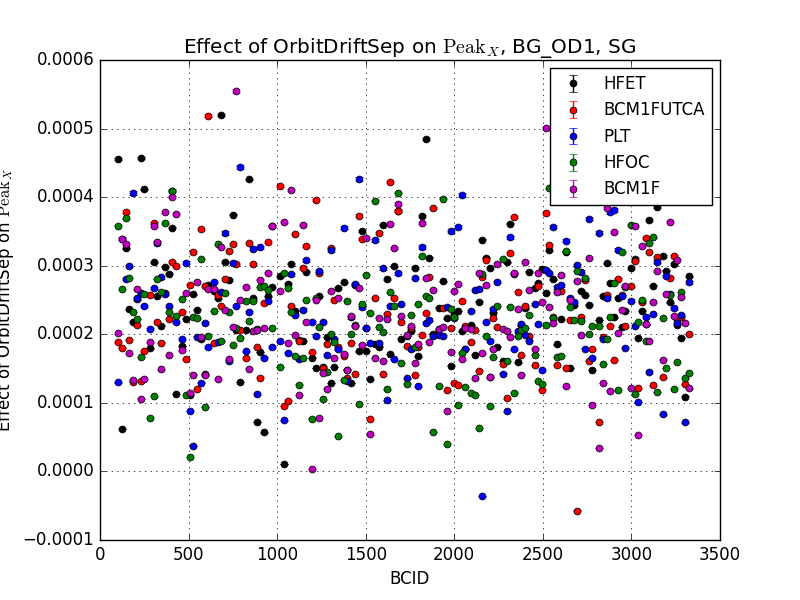 Effect of OrbitDriftSep on Peak_X, BG_OD1, SG
0.0006
0.0005
0.0004
0.0003
0.0002
0.0001
0.0000
−0.0001
Effect of OrbitDriftSep on Peak_X
HFET
BCM1FUTCA
PLT
HFOC
BCM1F
0
500
1000
1500
2000
2500
3000
3500
BCID